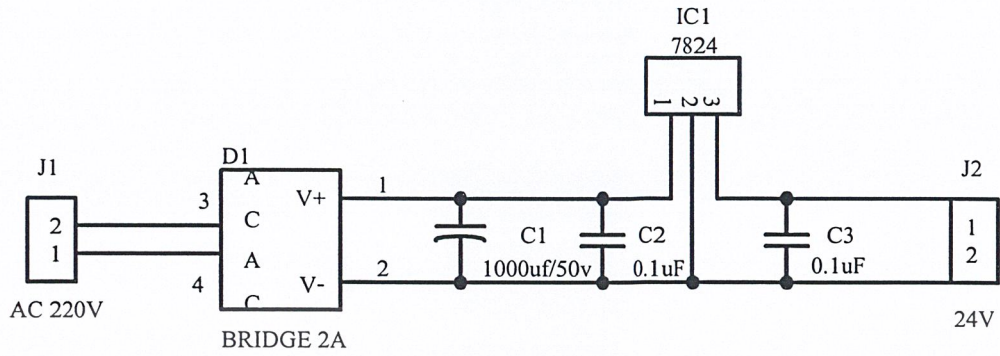 IC1
7824
1
2
3
J1
2
1
AC 220V
D1
3
4
A
C
A
C
V+
V-
BRIDGE 2A
1
2
C1
1000uf/50v
C2
0.1uF
C3
0.1uF
J2
1
2
24V